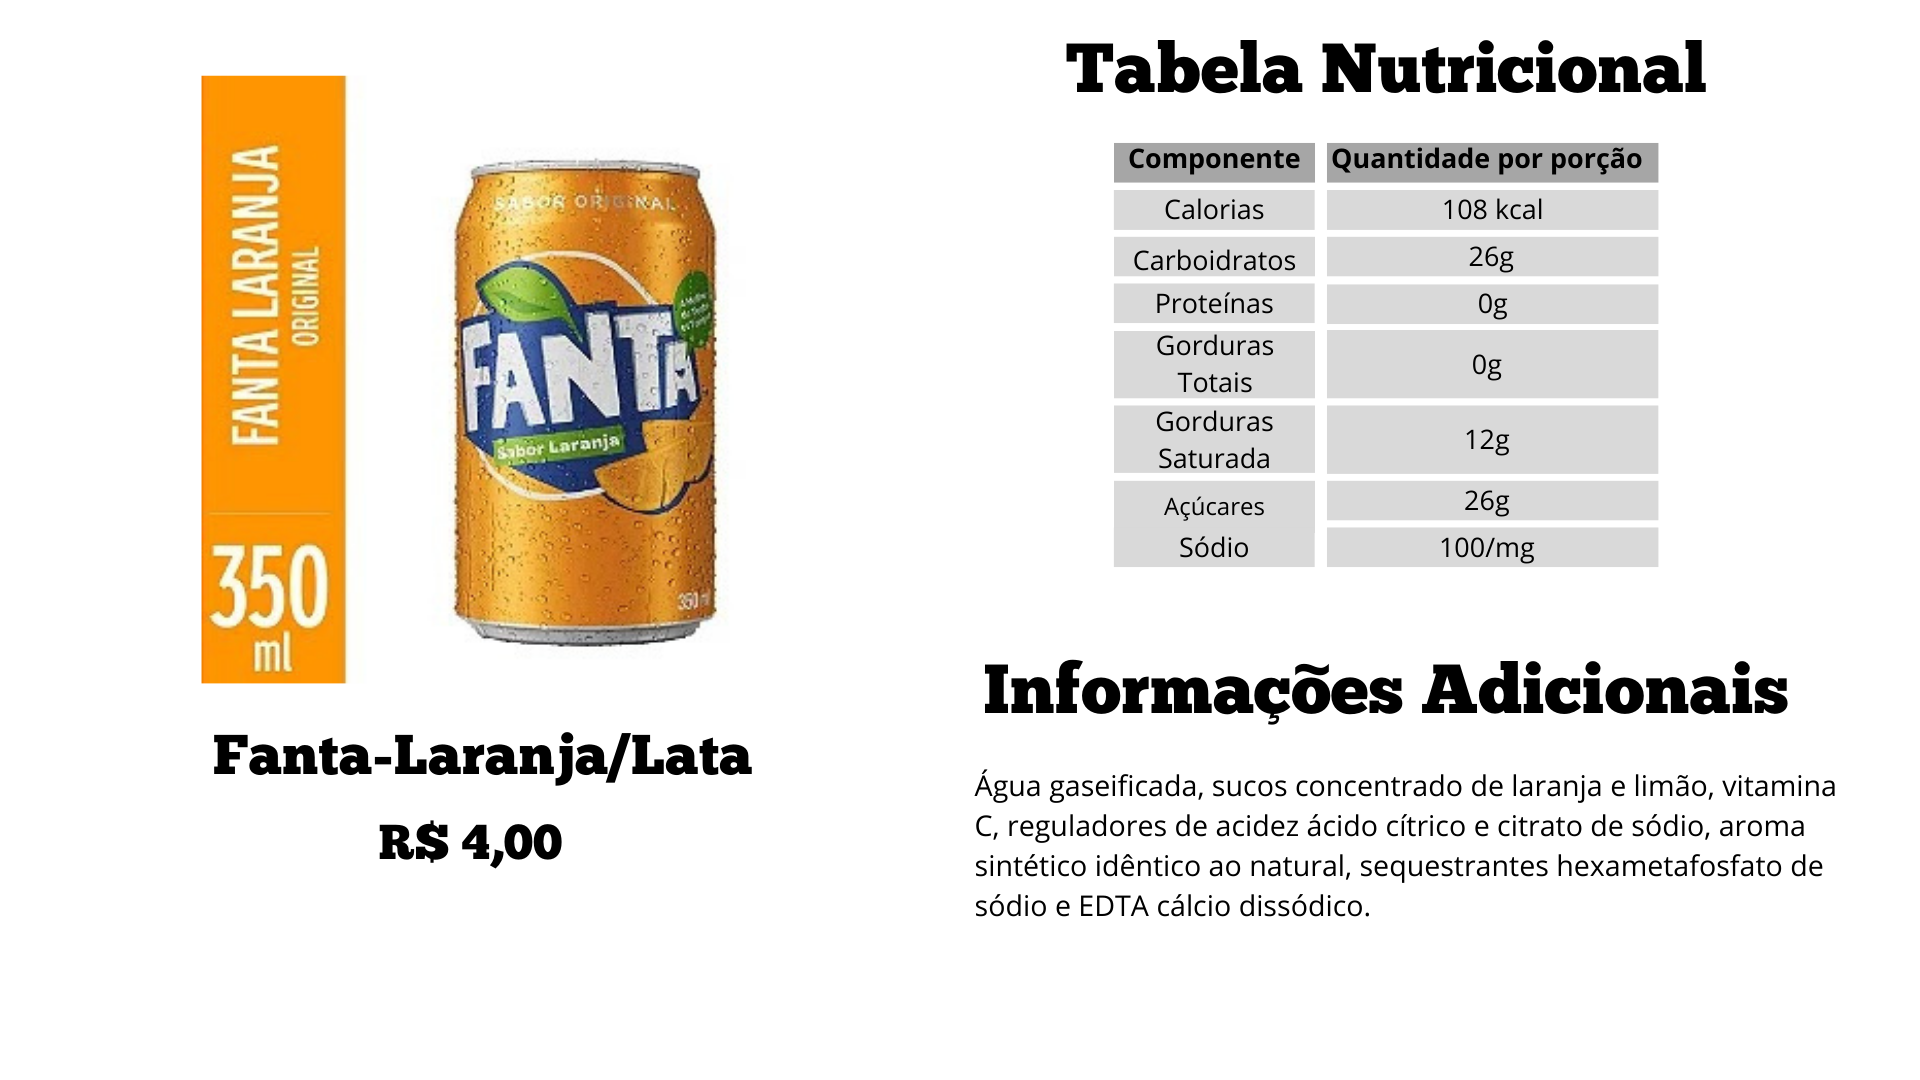 FANTA LARANJA
ORIGINAL
350
ml
SABOR ORIGINAL
FANTA
Sabor Laranja
350 ml
Fanta-Laranja/Lata
R$ 4,00
Tabela Nutricional
Componente Quantidade por porção
Calorias 108 kcal
Carboidratos 26g
Proteínas 0g
Gorduras
Totais 0g
Gorduras
Saturada 12g
Açúcares 26g
Sódio 100/mg
Informações Adicionais
Água gaseificada, sucos concentrado de laranja e limão, vitamina
C, reguladores de acidez ácido cítrico e citrato de sódio, aroma
sintético idêntico ao natural, sequestrantes hexametafosfato de
sódio e EDTA cálcio dissódico.